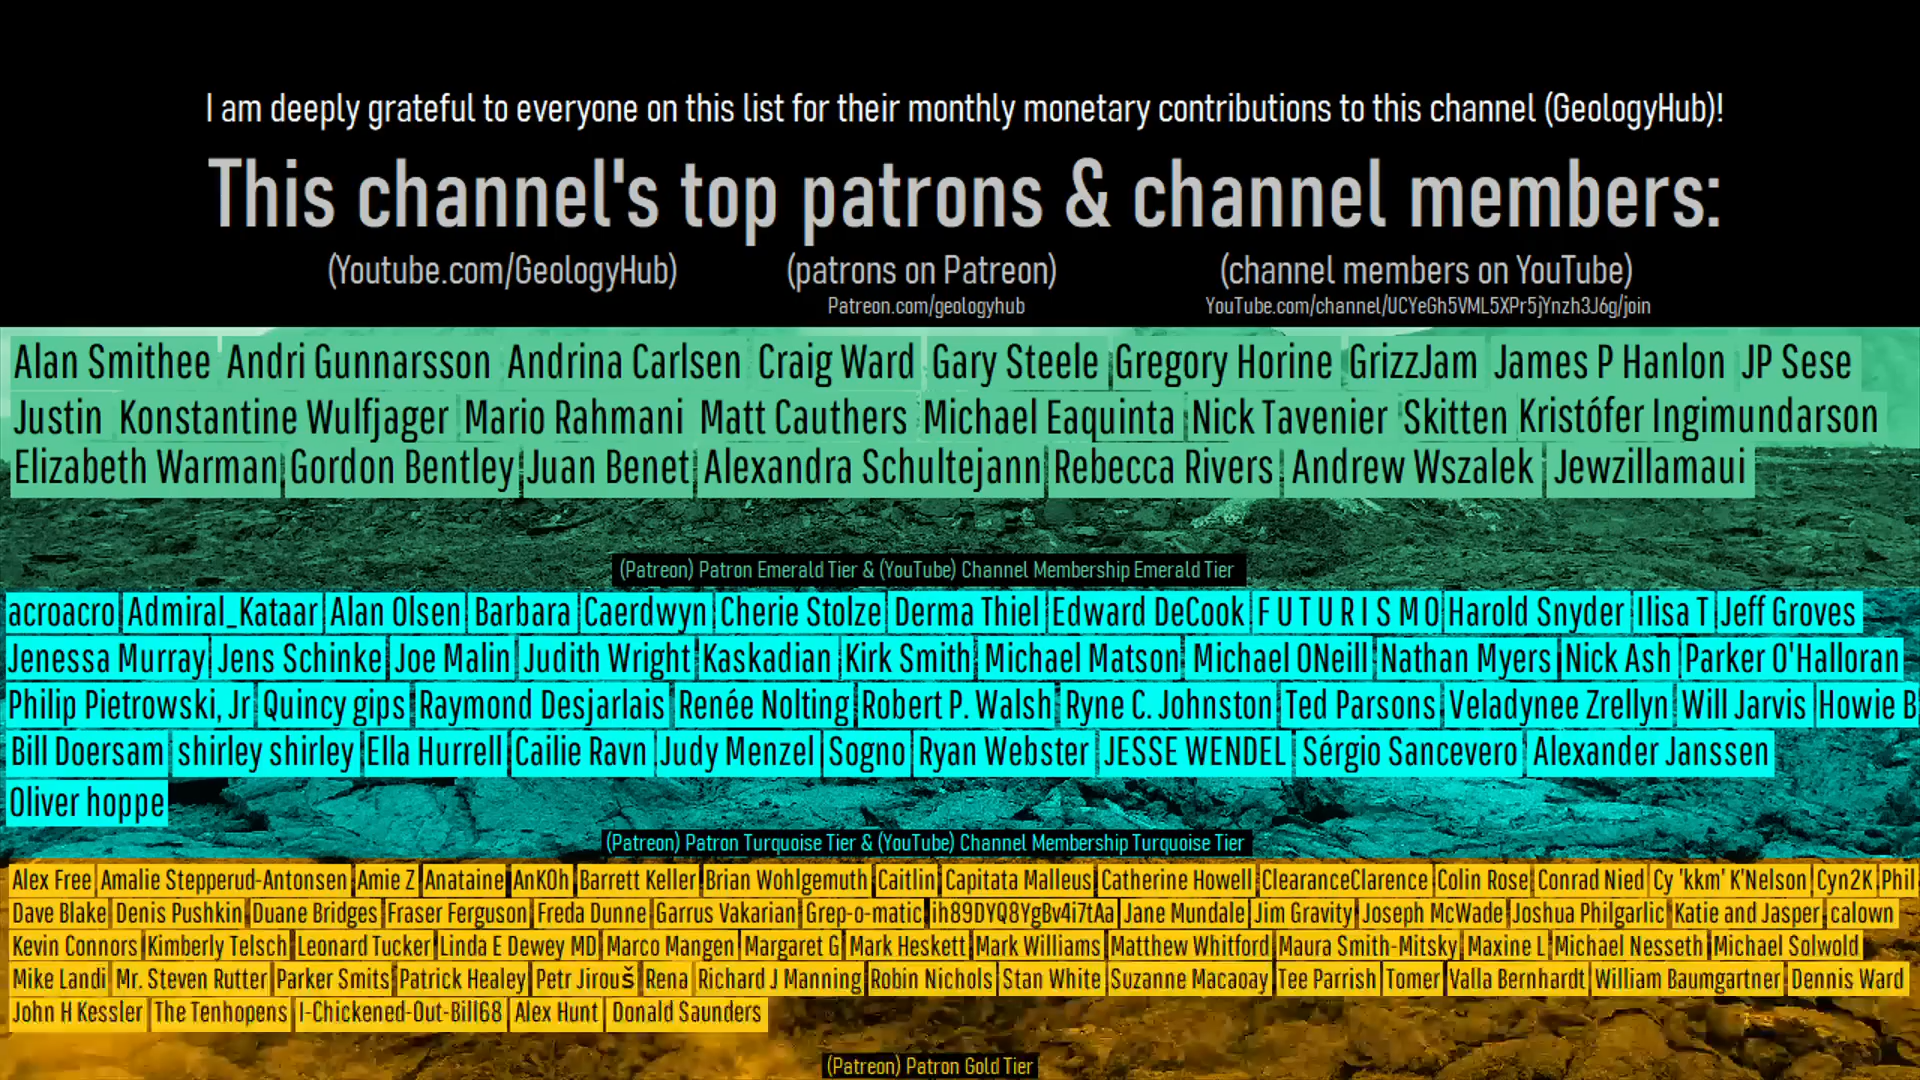 I am deeply grateful to everyone on this list for their monthly monetary contributions to this channel (GeologyHub)!
This channel's top patrons & channel members:
(Youtube.com/GeologyHub) (patrons on Patreon) (channel members on YouTube)
Patreon.com/geologyhub YouTube.com/channel/UCYeGh5VML5XPr5jYnzh3J6g/join
Alan Smithee Andri Gunnarsson Andrina Carlsen Craig Ward Gary Steele Gregory Horine GrizzJam James P Hanlon JP Sese
Justin Konstantine Wulfjager Mario Rahmani Matt Cauthers Michael Eaquinta Nick Tavenier Skitten Kristófer Ingimundarson
Elizabeth Warman Gordon Bentley Juan Benet Alexandra Schultejann Rebecca Rivers Andrew Wszalek Jewzillamaui
(Patreon) Patron Emerald Tier & (YouTube) Channel Membership Emerald Tier
acroacro Admiral_Kataar Alan Olsen Barbara Caerdwyn Cherie Stolze Derma Thiel Edward DeCook F U T U R I S M O Harold Snyder Ilisa T Jeff Groves
Jenessa Murray Jens Schinke Joe Malin Judith Wright Kaskadian Kirk Smith Michael Matson Michael ONeill Nathan Myers Nick Ash Parker O'Halloran
Philip Pietrowski, Jr Quincy gips Raymond Desjarlais Renée Nolting Robert P. Walsh Ryne C. Johnston Ted Parsons Veladynee Zrellyn Will Jarvis Howie B
Bill Doersam shirley shirley Ella Hurrell Cailie Ravn Judy Menzel Sogno Ryan Webster JESSE WENDEL Sérgio Sancevero Alexander Janssen
Oliver hoppe
(Patreon) Patron Turquoise Tier & (YouTube) Channel Membership Turquoise Tier
Alex Free Amalie Stepperud-Antonsen Amie Z Anataine AnKOh Barrett Keller Brian Wohlgemuth Caitlin Capitata Malleus Catherine Howell ClearanceClarence Colin Rose Conrad Nied Cy 'kkm' K'Nelson Cyn2K Phil
Dave Blake Denis Pushkin Duane Bridges Fraser Ferguson Freda Dunne Garrus Vakarian Grep-o-matic ih89DYQ8YgBv4i7tAa Jane Mundale Jim Gravity Joseph McWade Joshua Philgarlic Katie and Jasper calown
Kevin Connors Kimberly Telsch Leonard Tucker Linda E Dewey MD Marco Mangen Margaret G Mark Heskett Mark Williams Matthew Whitford Maura Smith-Mitsky Maxine L Michael Nesseth Michael Solwold
Mike Landi Mr. Steven Rutter Parker Smits Patrick Healey Petr Jirouš Rena Richard J Manning Robin Nichols Stan White Suzanne Macaoay Tee Parrish Tomer Valla Bernhardt William Baumgartner Dennis Ward
John H Kessler The Tenhopens I-Chickened-Out-Bill68 Alex Hunt Donald Saunders
(Patreon) Patron Gold Tier